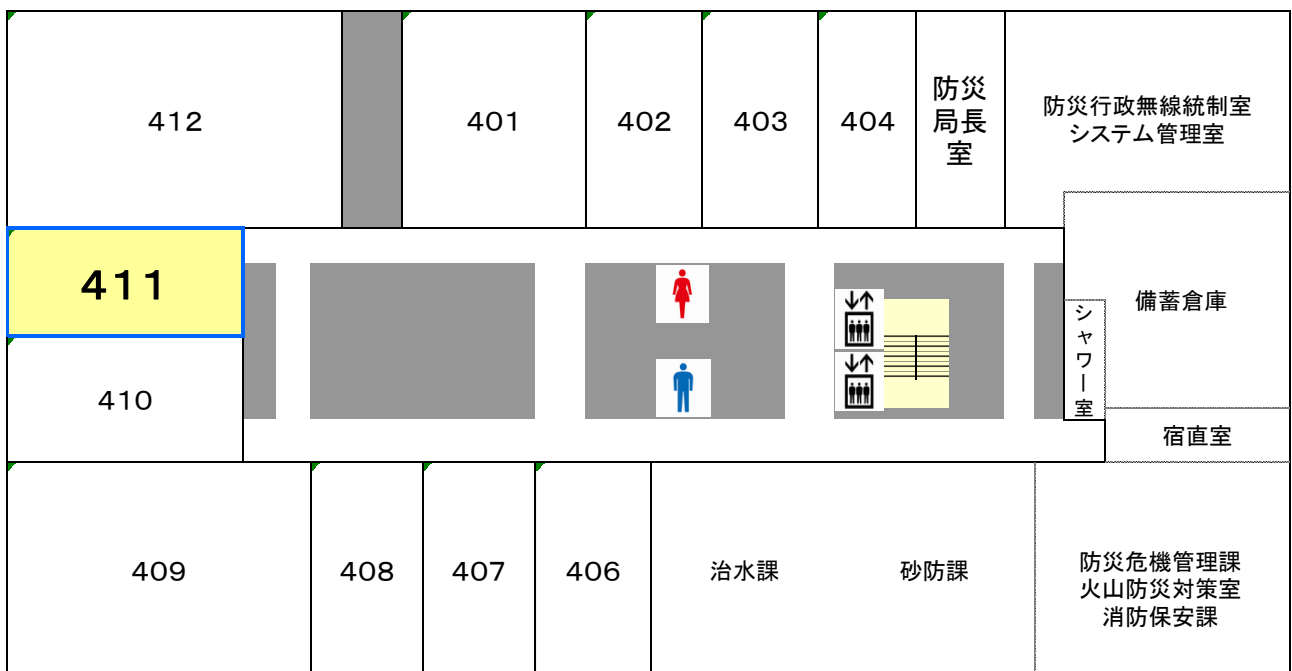 412
401
402
403
404
防災
局長
室
防災行政無線統制室
システム管理室
411
備蓄倉庫
シャワー室
410
宿直室
409
408
407
406
治水課
砂防課
防災危機管理課
火山防災対策室
消防保安課